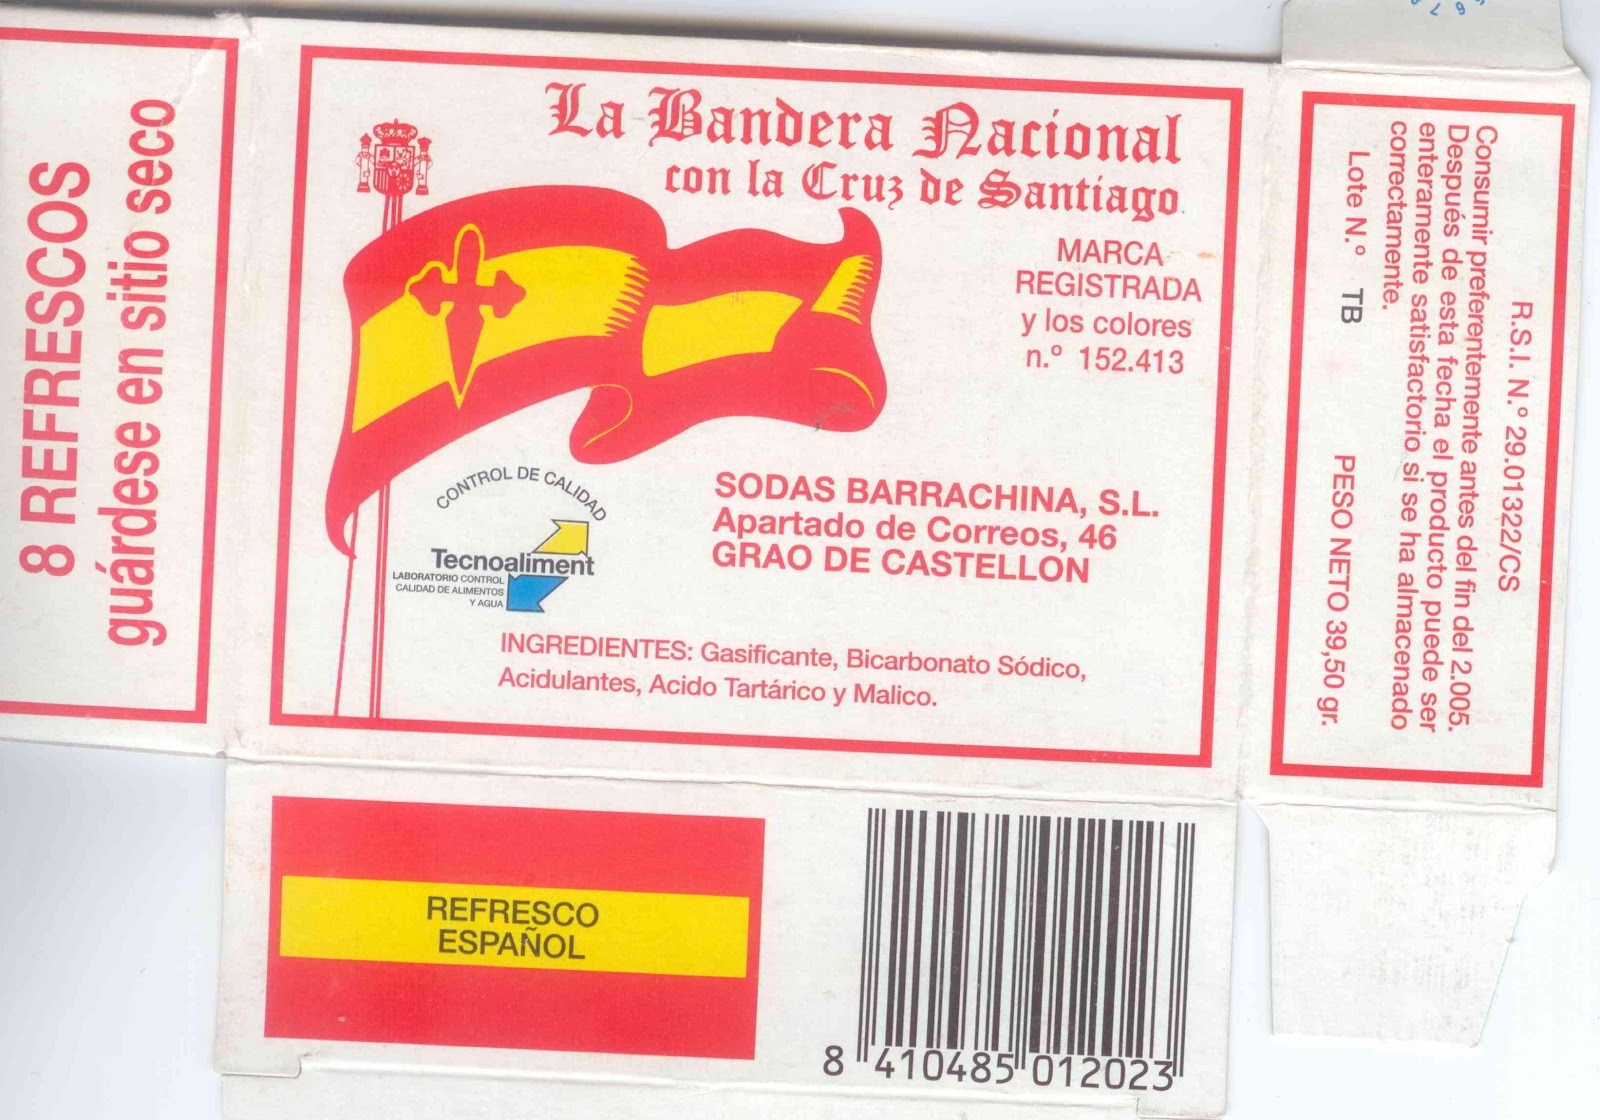 8 REFRESCOS
guárdese en sitio seco
La Bandera Nacional
con la Cruz de Santiago
MARCA
REGISTRADA
y los colores
n.º 152.413
CONTROL DE CALIDAD
Tecnoaliment
LABORATORIO CONTROL
CALIDAD DE ALIMENTOS
Y AGUA
SODAS BARRACHINA, S.L.
Apartado de Correos, 46
GRAO DE CASTELLON
INGREDIENTES: Gasificante, Bicarbonato Sódico,
Acidulantes, Acido Tartárico y Malico.
R.S.I. N.º 29.01322/CS
Consumir preferentemente antes del fin del 2.005.
Después de esta fecha el producto puede ser
enteramente satisfactorio si se ha almacenado
correctamente.
Lote N.º TB PESO NETO 39,50 gr.
REFRESCO
ESPAÑOL
8 410485 012023